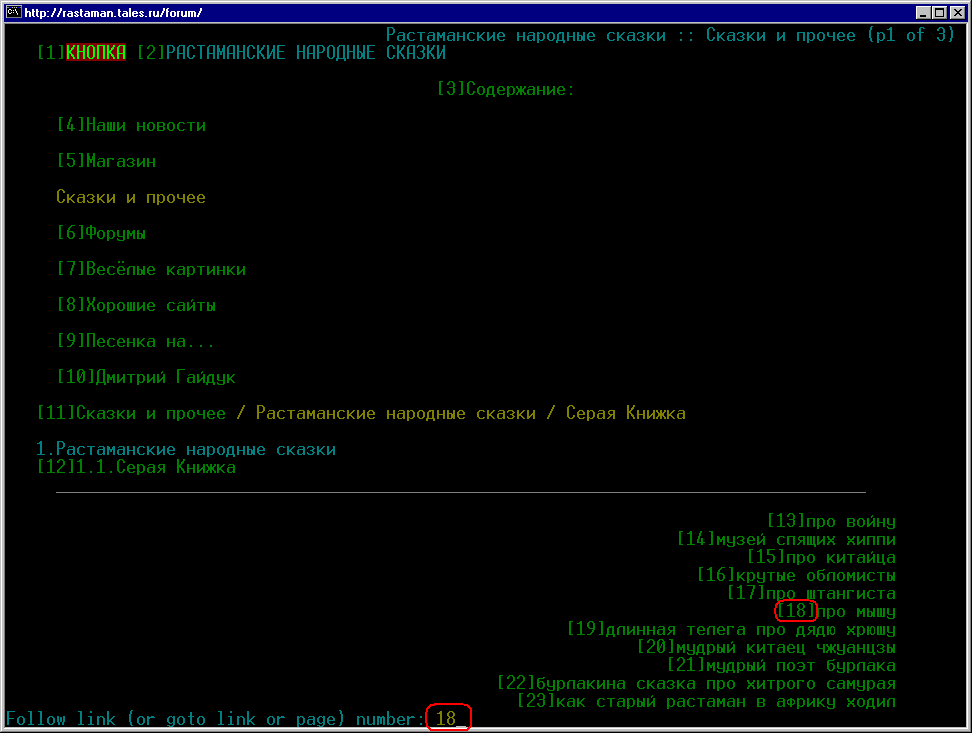 http://rastaman.tales.ru/forum/
Растаманские народные сказки :: Сказки и прочее (p1 of 3)
[1]КНОПКА [2]РАСТАМАНСКИЕ НАРОДНЫЕ СКАЗКИ
[3]Содержание:
[4]Наши новости
[5]Магазин
Сказки и прочее
[6]Форумы
[7]Весёлые картинки
[8]Хорошие сайты
[9]Песенка на...
[10]Дмитрий Гайдук
[11]Сказки и прочее / Растаманские народные сказки / Серая Книжка
1.Растаманские народные сказки
[12]1.1.Серая Книжка
[13]про войну
[14]музей спящих хиппи
[15]про китайца
[16]крутые обломисты
[17]про штангиста
[18]про мышу
[19]длинная телега про дядю хрюшу
[20]мудрый китаец чжуанцзы
[21]мудрый поэт бурлака
[22]бурлакина сказка про хитрого самурая
[23]как старый растаман в африку ходил
Follow link (or goto link or page) number: 18_